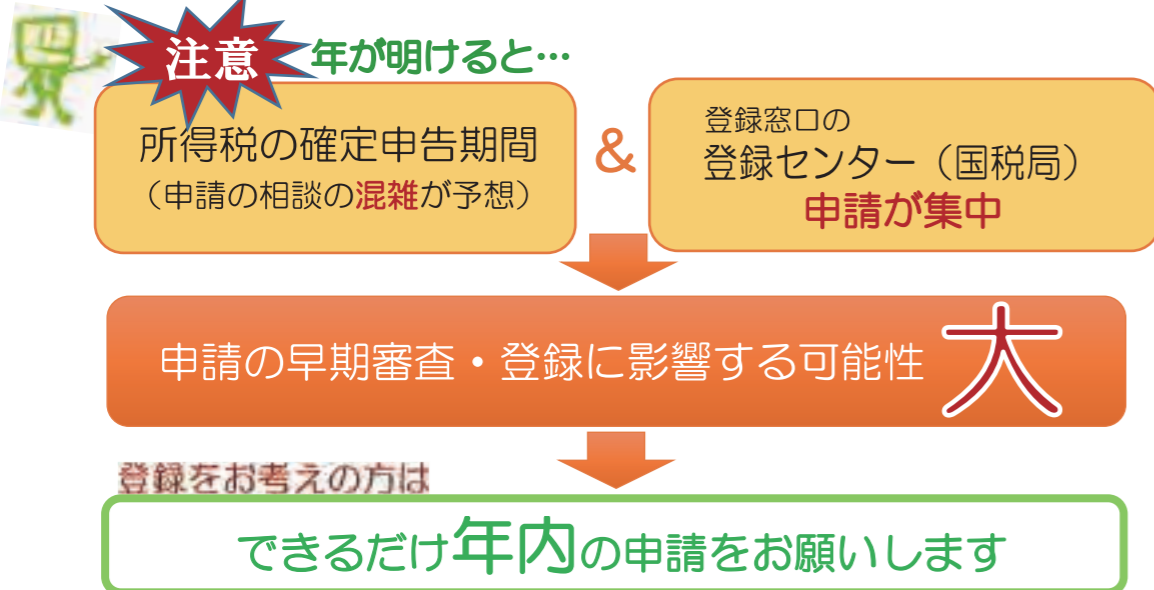 注意
年が明けると…
所得税の確定申告期間
（申請の相談の混雑が予想）
&
登録窓口の
登録センター（国税局）
申請が集中
申請の早期審査・登録に影響する可能性 大
登録をお考えの方は
できるだけ年内の申請をお願いします